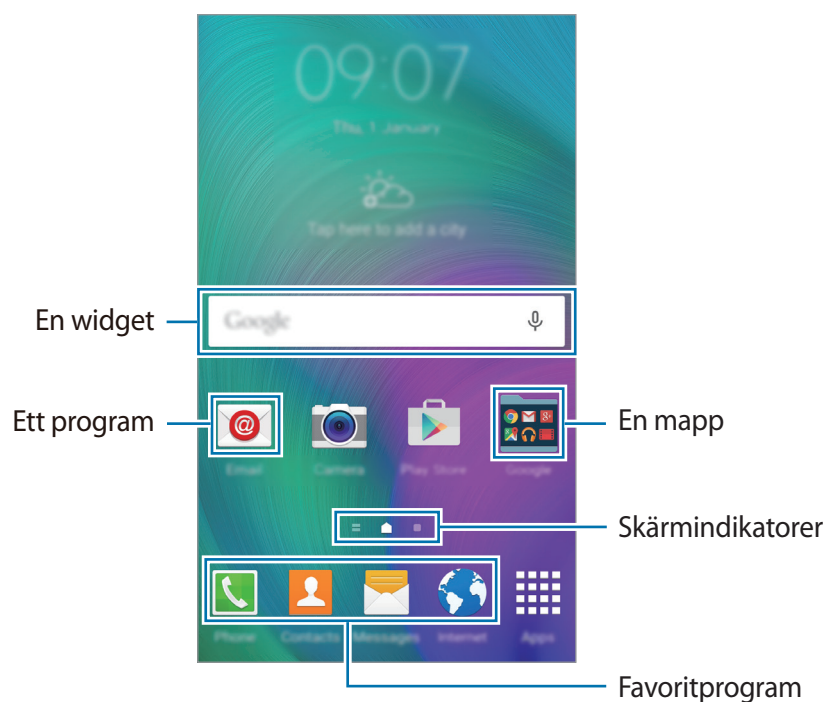 09:07
Thu, 1 January
Tap here to add a city
En widget
Google
Ett program
En mapp
Email
Camera
Play Store
Google
Skärmindikatorer
Phone
Contacts
Messages
Internet
Apps
Favoritprogram